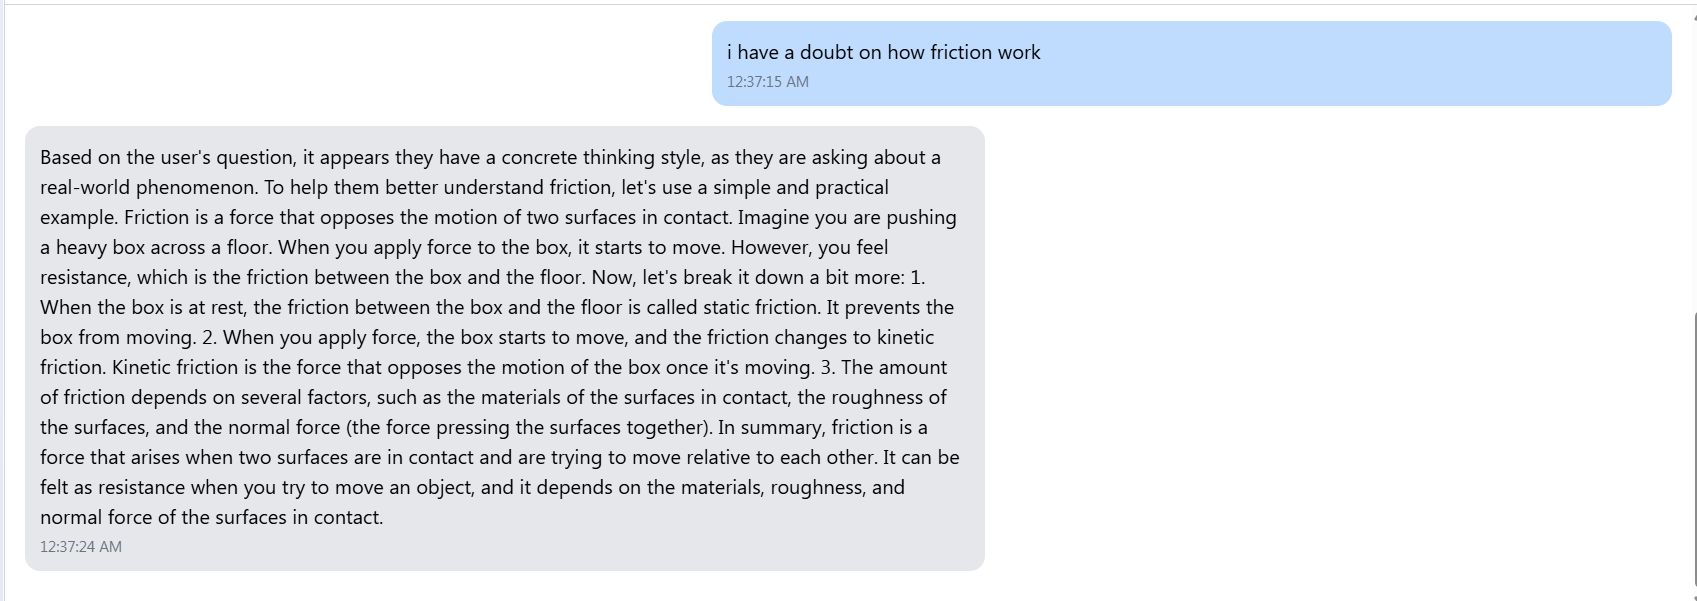 i have a doubt on how friction work
12:37:15 AM
Based on the user's question, it appears they have a concrete thinking style, as they are asking about a
real-world phenomenon. To help them better understand friction, let's use a simple and practical
example. Friction is a force that opposes the motion of two surfaces in contact. Imagine you are pushing
a heavy box across a floor. When you apply force to the box, it starts to move. However, you feel
resistance, which is the friction between the box and the floor. Now, let's break it down a bit more: 1.
When the box is at rest, the friction between the box and the floor is called static friction. It prevents the
box from moving. 2. When you apply force, the box starts to move, and the friction changes to kinetic
friction. Kinetic friction is the force that opposes the motion of the box once it's moving. 3. The amount
of friction depends on several factors, such as the materials of the surfaces in contact, the roughness of
the surfaces, and the normal force (the force pressing the surfaces together). In summary, friction is a
force that arises when two surfaces are in contact and are trying to move relative to each other. It can be
felt as resistance when you try to move an object, and it depends on the materials, roughness, and
normal force of the surfaces in contact.
12:37:24 AM